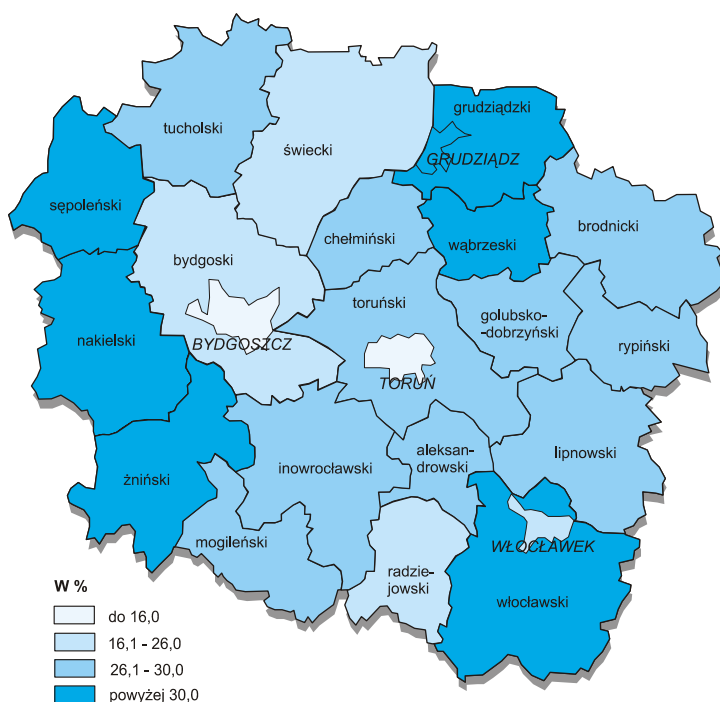 grudziądzki
tucholski
GRUDZIĄDZ
świecki
sępoleński
brodnicki
chełmiński
wąbrzeski
bydgoski
toruński
golubsko-
-dobrzyński
nakielski
BYDGOSZCZ
rypiński
TORUŃ
aleksan-
drowski
lipnowski
inowrocławski
żniński
mogileński
WŁOCŁAWEK
radzie-
jowski
włocławski
W %
do 16,0
16,1 - 26,0
26,1 - 30,0
powyżej 30,0